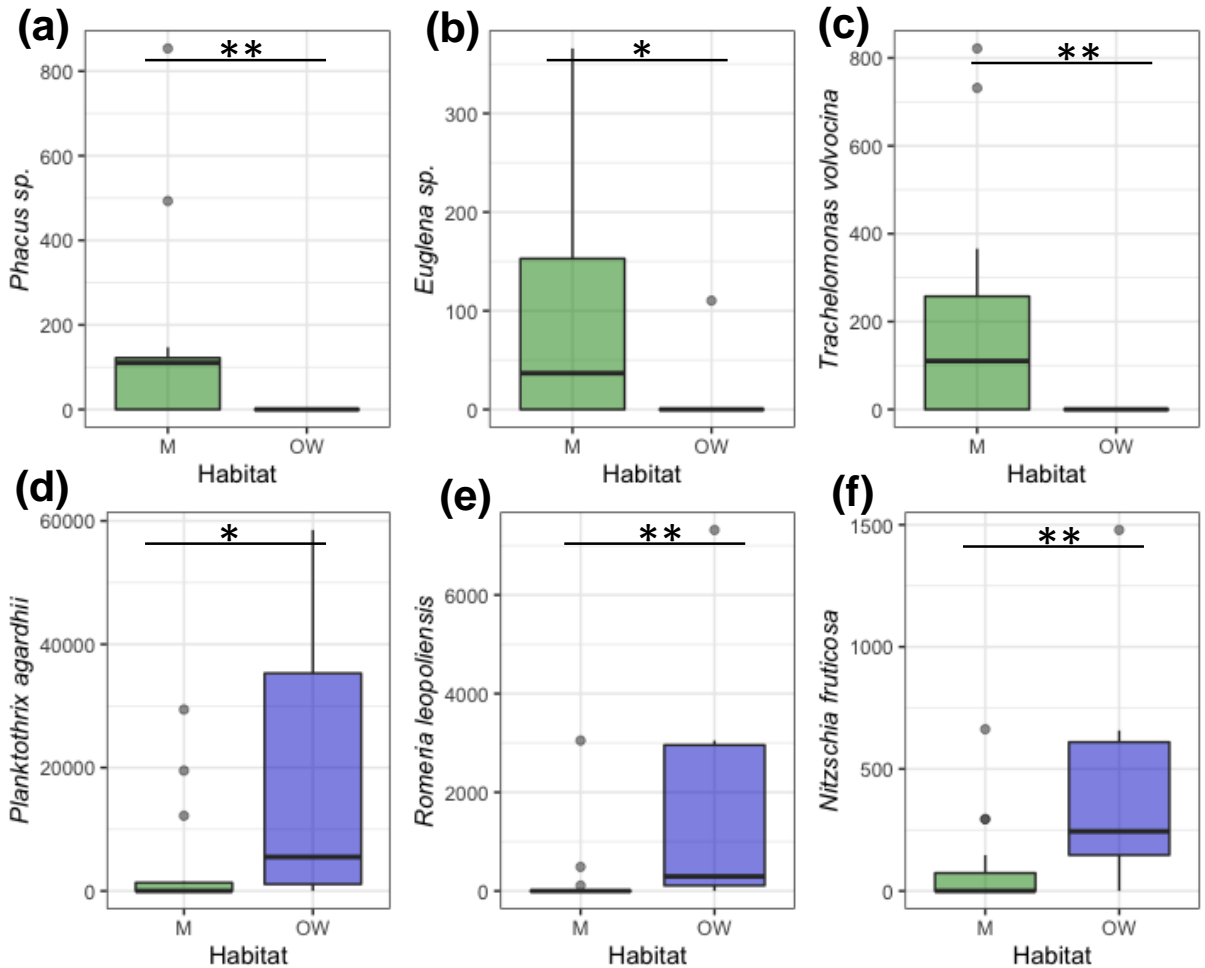 (a)
**
Phacus sp.
800
600
400
200
0
M OW
Habitat
(b)
*
Euglena sp.
300
200
100
0
M OW
Habitat
(c)
**
Trachelomonas volvocina
800
600
400
200
0
M OW
Habitat
(d)
*
Planktothrix agardhii
60000
40000
20000
0
M OW
Habitat
(e)
**
Romeria leopoliensis
6000
4000
2000
0
M OW
Habitat
(f)
**
Nitzschia fruticosa
1500
1000
500
0
M OW
Habitat